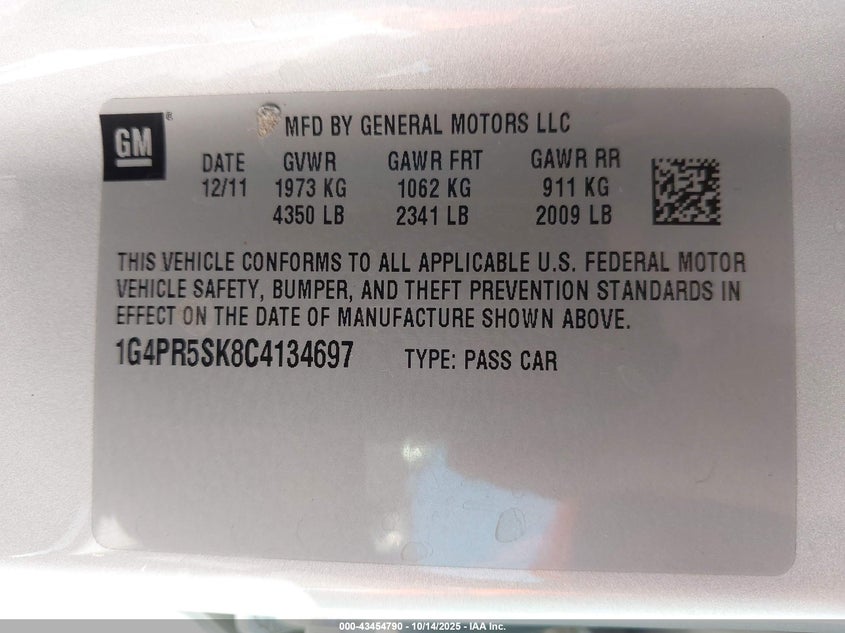 GM®
MFD BY GENERAL MOTORS LLC
DATE GVWR GAWR FRT GAWR RR
12/11 1973 KG 1062 KG 911 KG
4350 LB 2341 LB 2009 LB
THIS VEHICLE CONFORMS TO ALL APPLICABLE U.S. FEDERAL MOTOR
VEHICLE SAFETY, BUMPER, AND THEFT PREVENTION STANDARDS IN
EFFECT ON THE DATE OF MANUFACTURE SHOWN ABOVE.
1G4PR5SK8C4134697 TYPE: PASS CAR
000-43454790 - 10/14/2025 - IAA Inc.